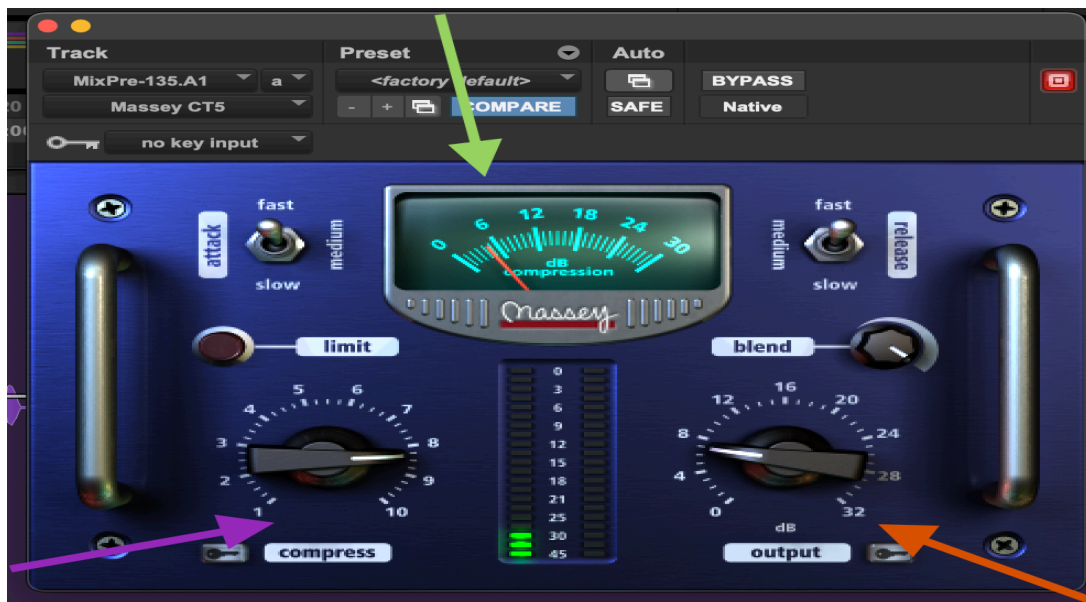 Track Preset Auto
MixPre-135.A1 a <factory default> BYPASS
Massey CT5 - + COMPARE SAFE Native
no key input
fast
attack
medium
slow
0 6 12 18 24 30
dB
compression
Massey
fast
medium
release
slow
limit
blend
1 2 3 4 5 6 7 8 9 10
compress
0
3
6
9
12
15
18
21
25
30
45
0 4 8 12 16 20 24 28 32
dB
output